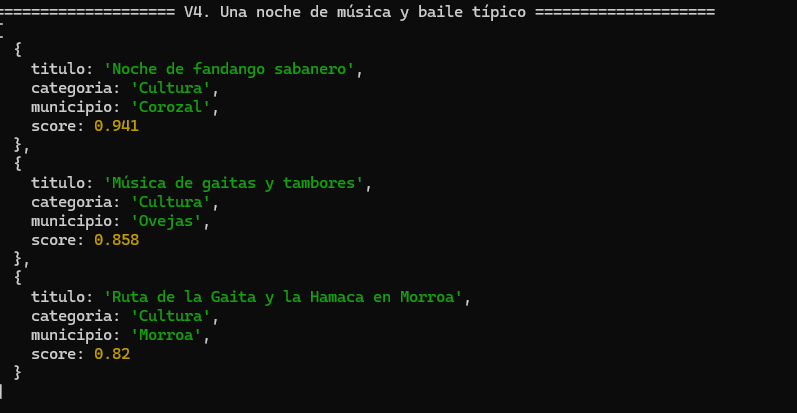 ==================== V4. Una noche de música y baile típico ====================
[
  {
    titulo: 'Noche de fandango sabanero',
    categoria: 'Cultura',
    municipio: 'Corozal',
    score: 0.941
  },
  {
    titulo: 'Música de gaitas y tambores',
    categoria: 'Cultura',
    municipio: 'Ovejas',
    score: 0.858
  },
  {
    titulo: 'Ruta de la Gaita y la Hamaca en Morroa',
    categoria: 'Cultura',
    municipio: 'Morroa',
    score: 0.82
  }
]